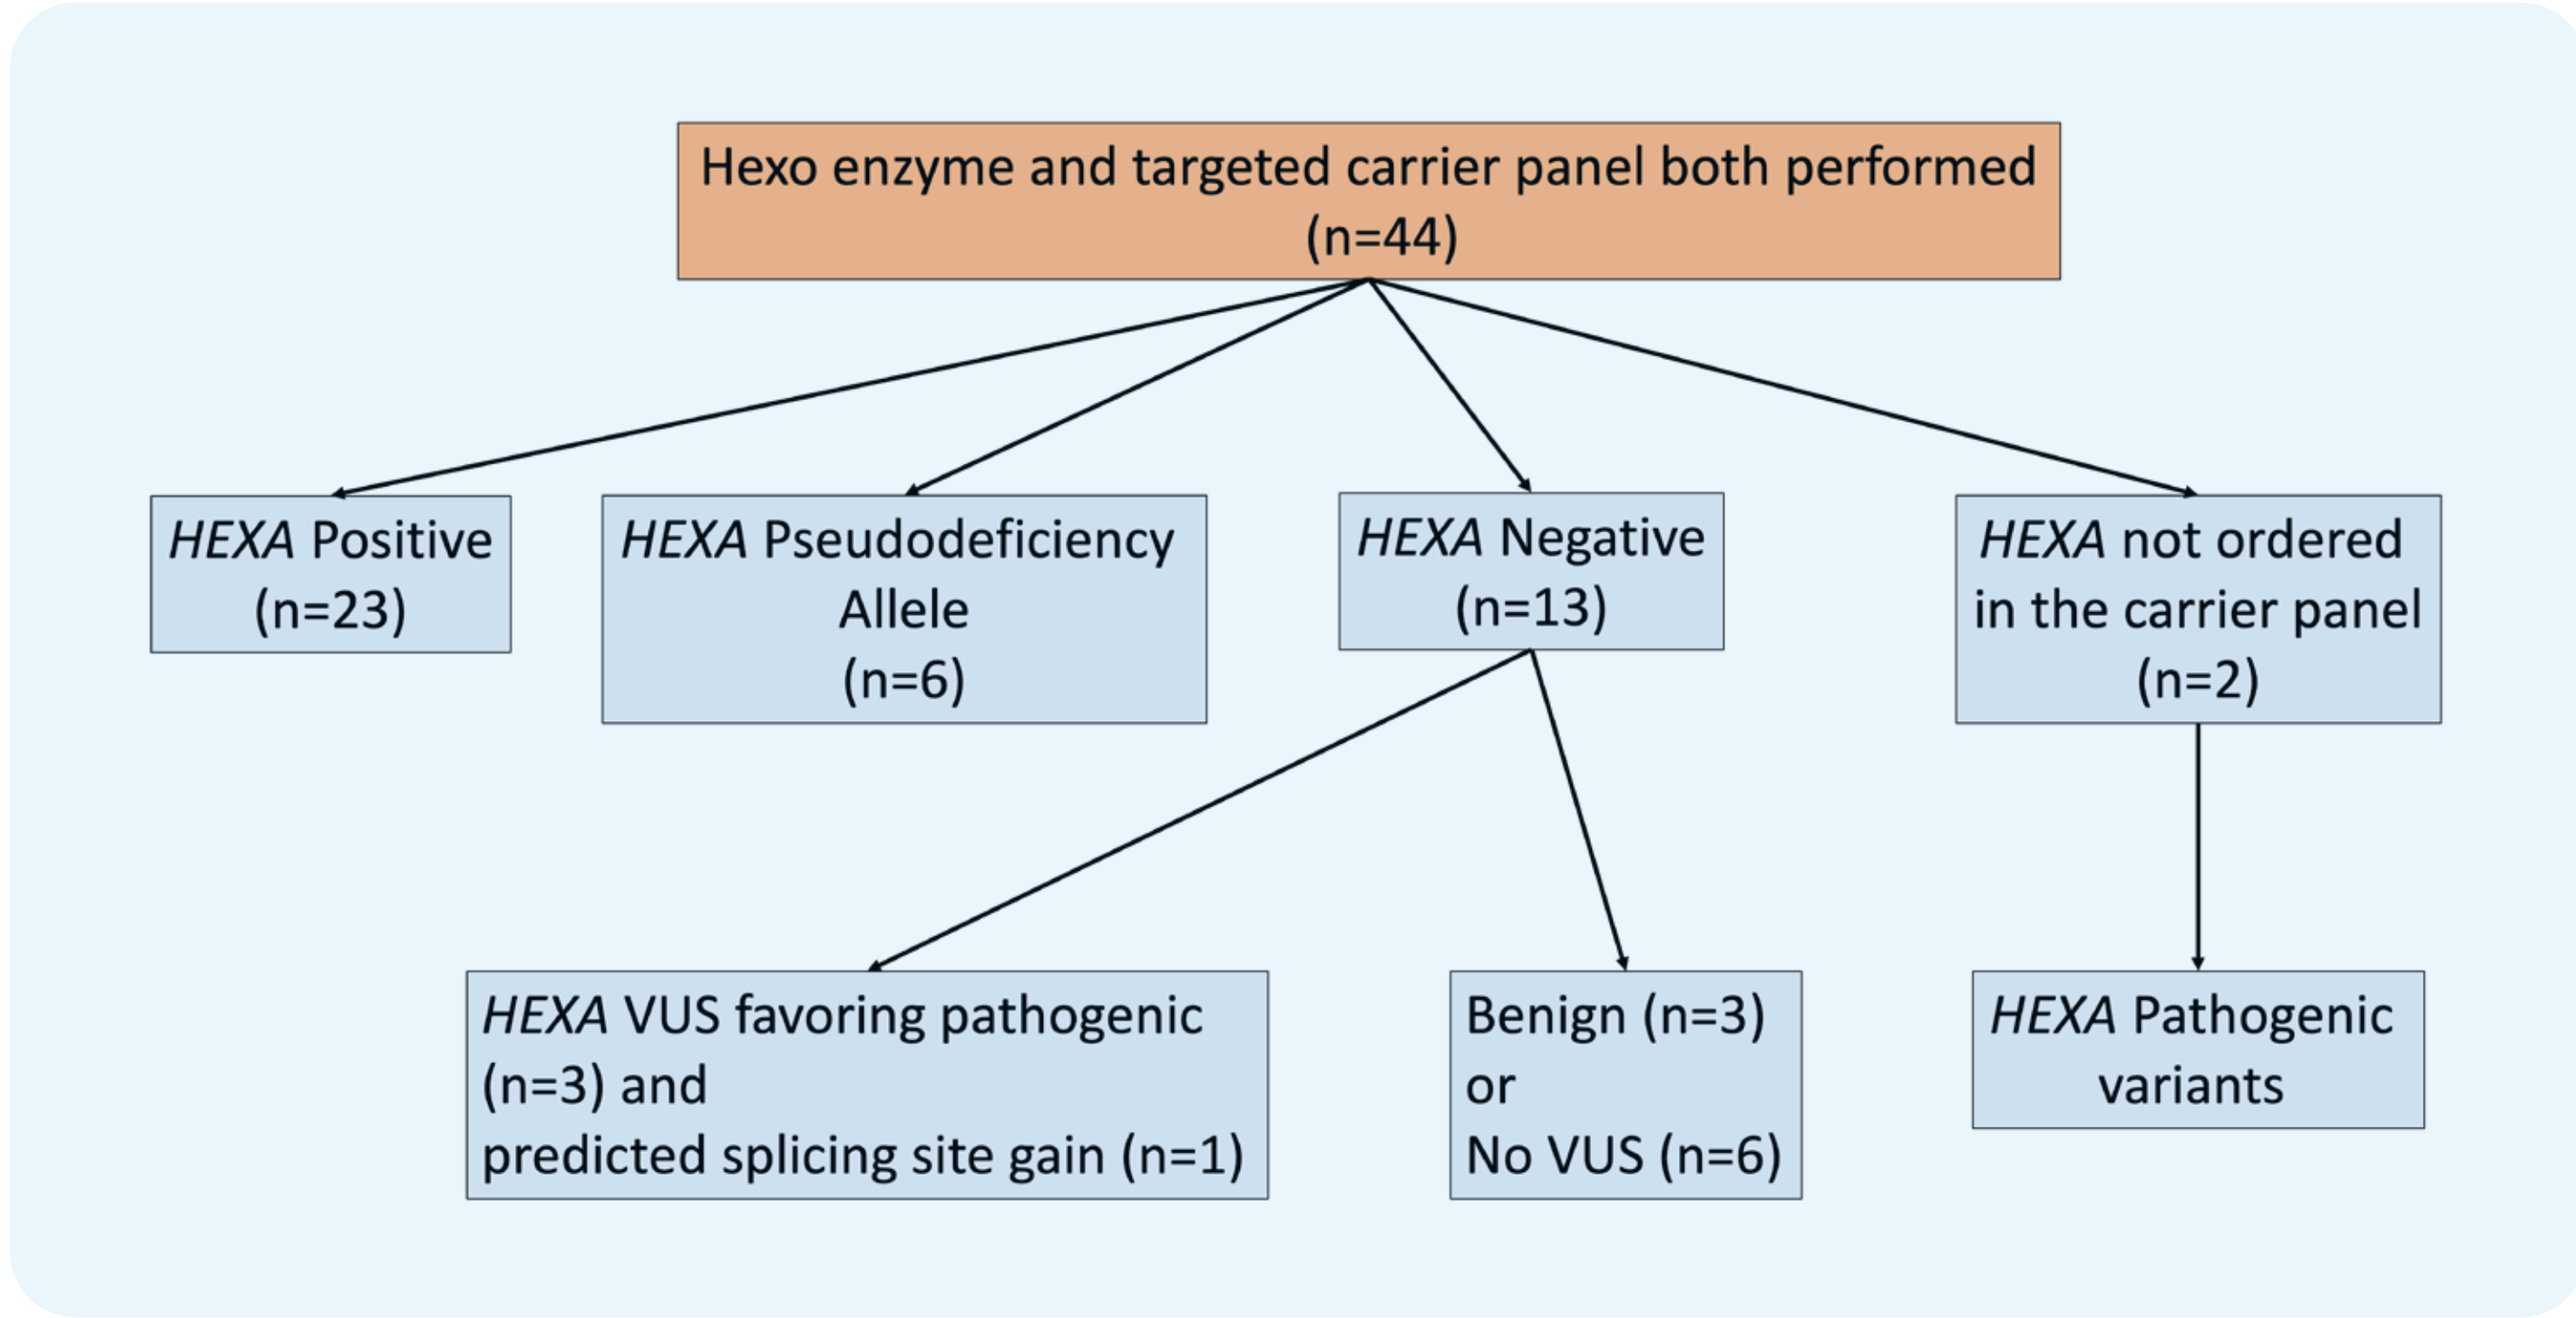 Hexo enzyme and targeted carrier panel both performed
(n=44)
HEXA Positive
(n=23)
HEXA Pseudodeficiency
Allele
(n=6)
HEXA Negative
(n=13)
HEXA not ordered
in the carrier panel
(n=2)
HEXA VUS favoring pathogenic
(n=3) and
predicted splicing site gain (n=1)
Benign (n=3)
or
No VUS (n=6)
HEXA Pathogenic
variants